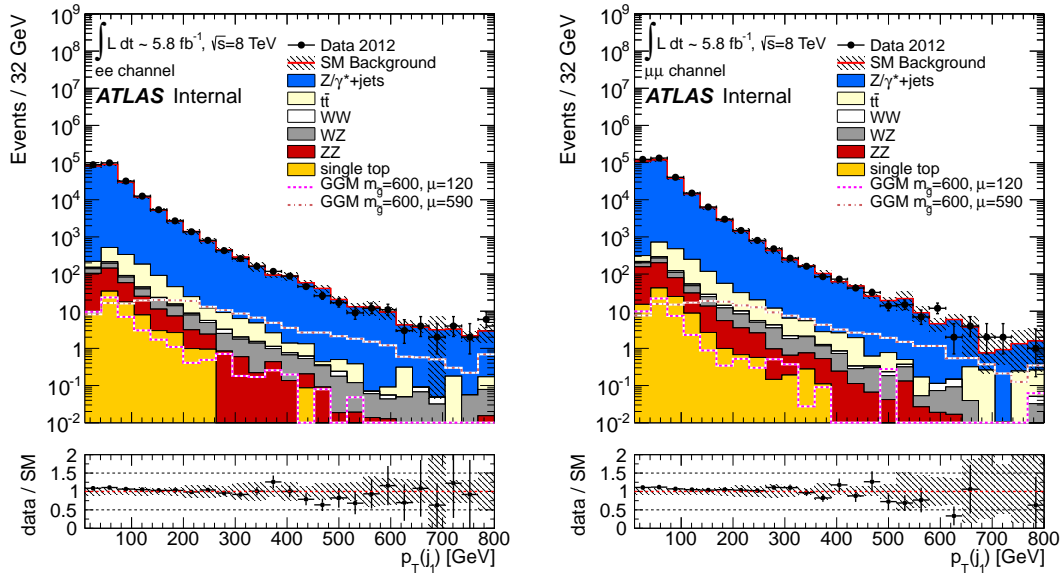 Events / 32 GeV
10⁹
10⁸
10⁷
10⁶
10⁵
10⁴
10³
10²
10
1
10⁻¹
10⁻²
∫ L dt ~ 5.8 fb⁻¹, √s=8 TeV
ee channel
ATLAS Internal
Data 2012
SM Background
Z/γ*+jets
tt̄
WW
WZ
ZZ
single top
GGM m_g̃=600, μ=120
GGM m_g̃=600, μ=590
data / SM
2
1.5
1
0.5
0
100 200 300 400 500 600 700 800
p_T(j_1) [GeV]
Events / 32 GeV
10⁹
10⁸
10⁷
10⁶
10⁵
10⁴
10³
10²
10
1
10⁻¹
10⁻²
∫ L dt ~ 5.8 fb⁻¹, √s=8 TeV
μμ channel
ATLAS Internal
Data 2012
SM Background
Z/γ*+jets
tt̄
WW
WZ
ZZ
single top
GGM m_g̃=600, μ=120
GGM m_g̃=600, μ=590
data / SM
2
1.5
1
0.5
0
100 200 300 400 500 600 700 800
p_T(j_1) [GeV]